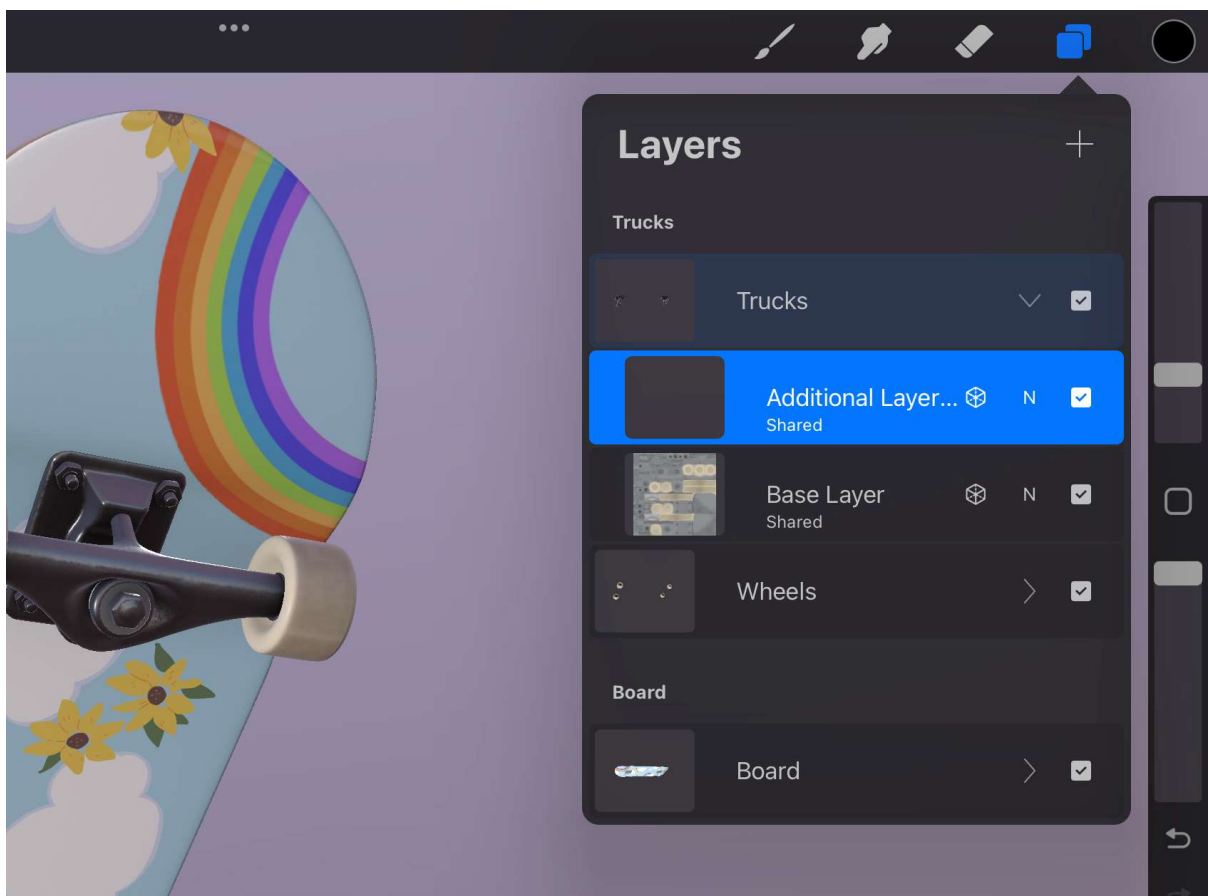 Layers
Trucks
Trucks
Additional Layer... N
Shared
Base Layer N
Shared
Wheels
Board
Board